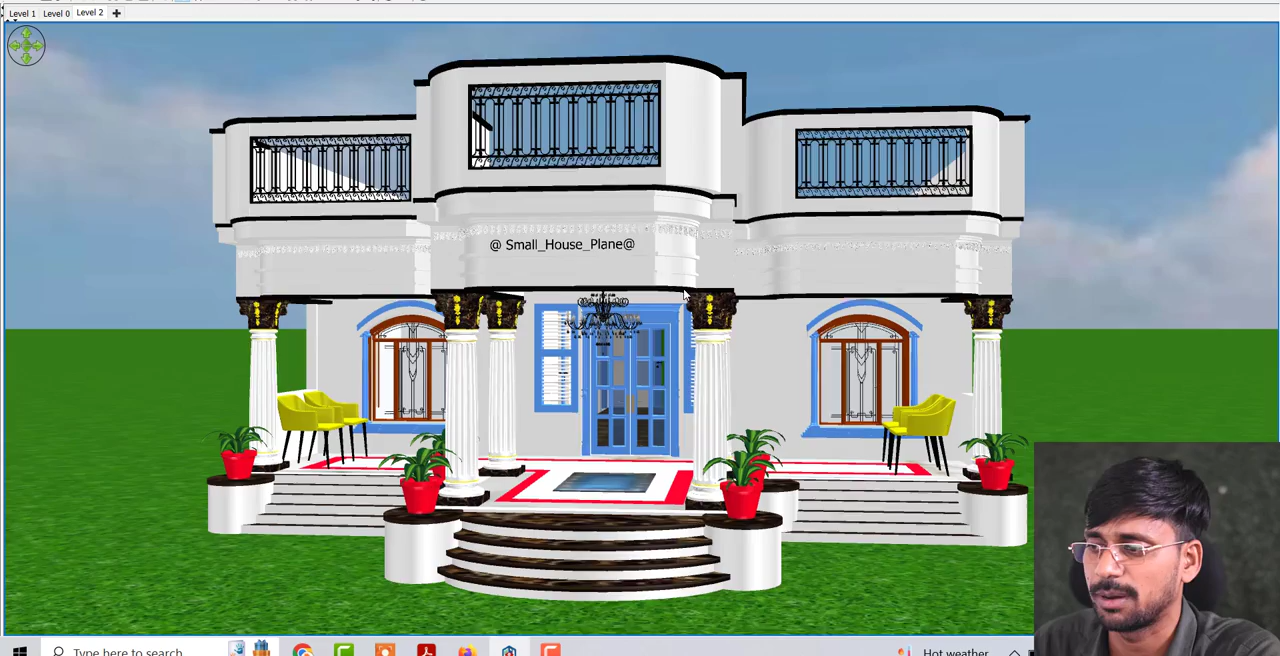 Level 1 Level 0 Level 2
@ Small_House_Plane@
Type here to search
Hot weather